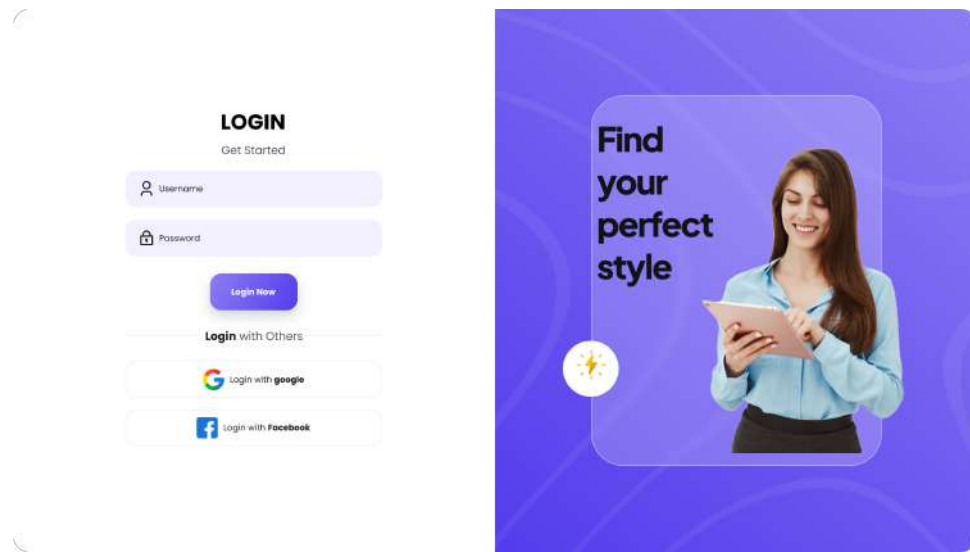 LOGIN
Get Started
Username
Password
Login Now
Login with Others
Login with google
Login with Facebook
Find
your
perfect
style